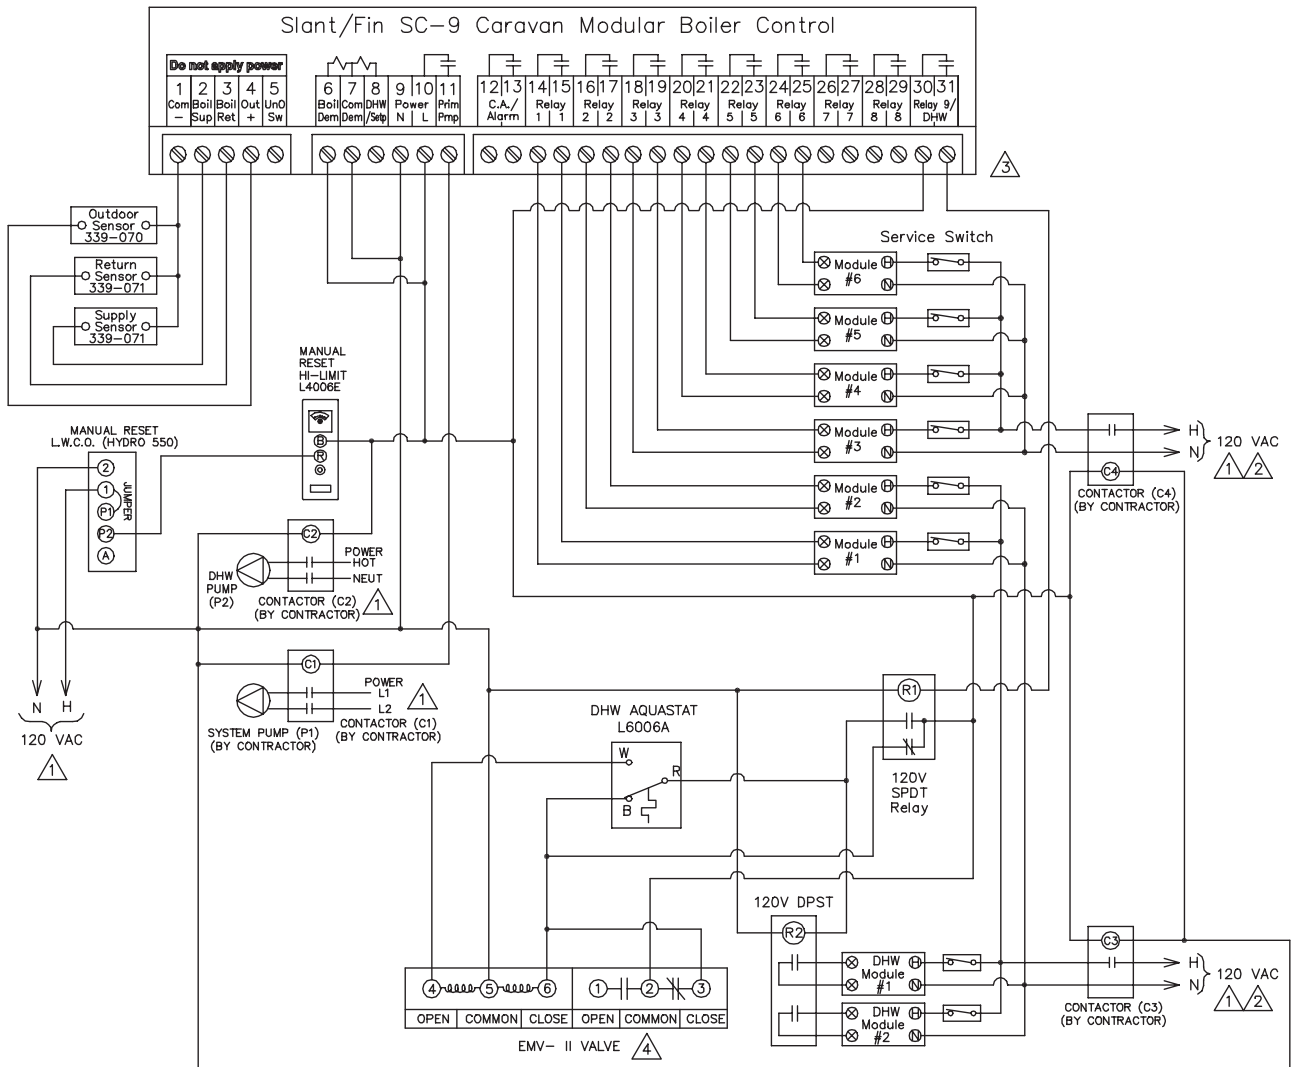 Slant/Fin SC-9 Caravan Modular Boiler Control
Do not apply power
1 2 3 4 5 6 7 8 9 10 11 12 13 14 15 16 17 18 19 20 21 22 23 24 25 26 27 28 29 30 31
Com Boil Boil Out UnO Boil Com DHW Power Prim C.A./ Relay Relay Relay Relay Relay Relay Relay Relay Relay 9/
- Sup Ret + Sw Dem Dem /Setp N L Pmp Alarm 1 1 2 2 3 3 4 4 5 5 6 6 7 7 8 8 DHW
3
Outdoor
Sensor
339-070
Return
Sensor
339-071
Supply
Sensor
339-071
Service Switch
Module H
#6 N
Module H
#5 N
Module H
#4 N
Module H
#3 N
Module H
#2 N
Module H
#1 N
MANUAL
RESET
HI-LIMIT
L4006E
B
R
MANUAL RESET
L.W.C.O. (HYDRO 550)
2
1
P1
P2
A
JUMPER
C4
CONTACTOR (C4)
(BY CONTRACTOR)
H
N
120 VAC
1 2
C2
POWER
HOT
NEUT
DHW
PUMP
(P2)
CONTACTOR (C2)
(BY CONTRACTOR)
1
C1
POWER
L1
L2
1
SYSTEM PUMP (P1)
(BY CONTRACTOR)
CONTACTOR (C1)
(BY CONTRACTOR)
N H
120 VAC
1
DHW AQUASTAT
L6006A
W
R
B
R1
120V
SPDT
Relay
120V DPST
R2
DHW H
Module
#1 N
DHW H
Module
#2 N
C3
CONTACTOR (C3)
(BY CONTRACTOR)
H
N
120 VAC
1 2
4 5 6 1 2 3
OPEN COMMON CLOSE OPEN COMMON CLOSE
EMV- II VALVE
4